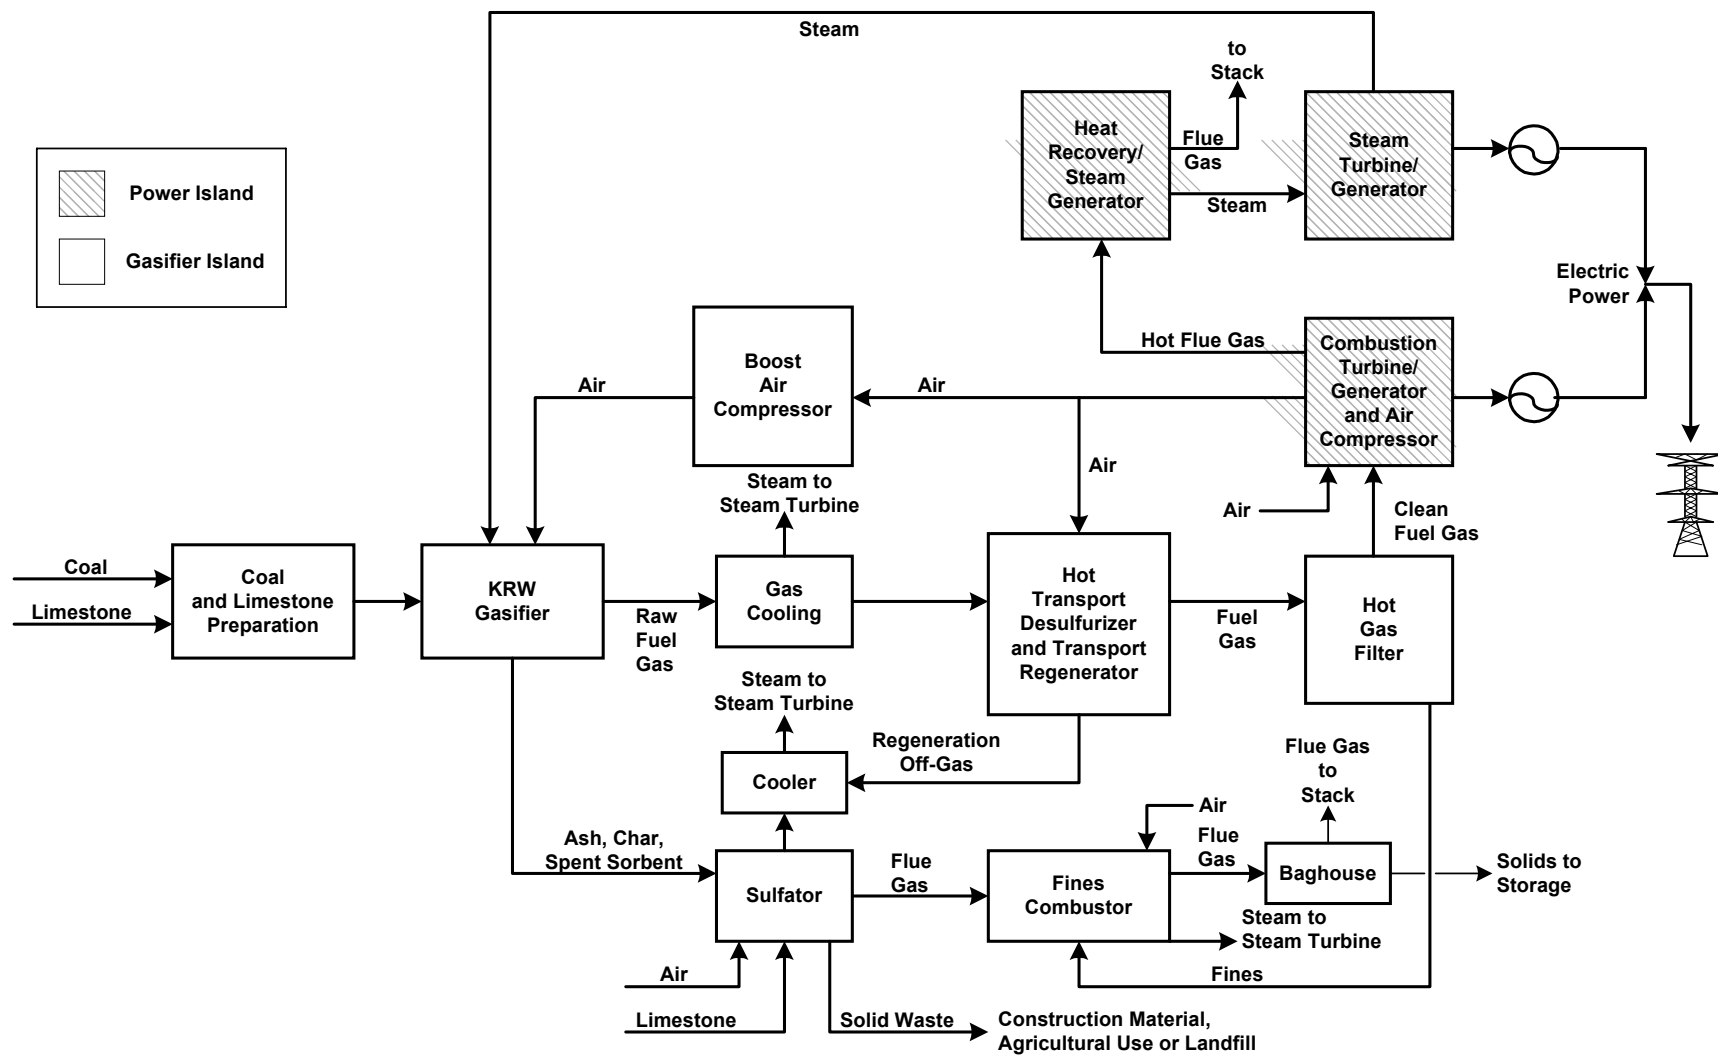 Steam
to
Stack
Heat
Recovery/
Steam
Generator
Flue
Gas
Steam
Steam
Turbine/
Generator
Power Island
Gasifier Island
Electric
Power
Hot Flue Gas
Combustion
Turbine/
Generator
and Air
Compressor
Boost
Air
Compressor
Air
Air
Air
Air
Clean
Fuel Gas
Steam to
Steam Turbine
Coal
Limestone
Coal
and Limestone
Preparation
KRW
Gasifier
Raw
Fuel
Gas
Gas
Cooling
Hot
Transport
Desulfurizer
and Transport
Regenerator
Fuel
Gas
Hot
Gas
Filter
Steam to
Steam Turbine
Cooler
Regeneration
Off-Gas
Flue Gas
to
Stack
Air
Ash, Char,
Spent Sorbent
Sulfator
Flue
Gas
Fines
Combustor
Flue
Gas
Baghouse
Solids to
Storage
Steam to
Steam Turbine
Air
Fines
Limestone
Solid Waste
Construction Material,
Agricultural Use or Landfill